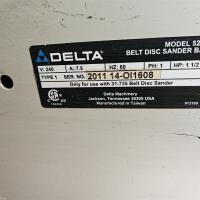 DELTA
MODEL 52
BELT DISC SANDER BA
V: 240 A: 7.5 HZ: 60 PH: 1 HP: 1 1/2
TYPE 1 SER. NO. 2011 14-OI1608
Only for use with 31-735 Belt Disc Sander
Delta Machinery
Jackson, Tennessee 38305 USA
Manufactured in Taiwan